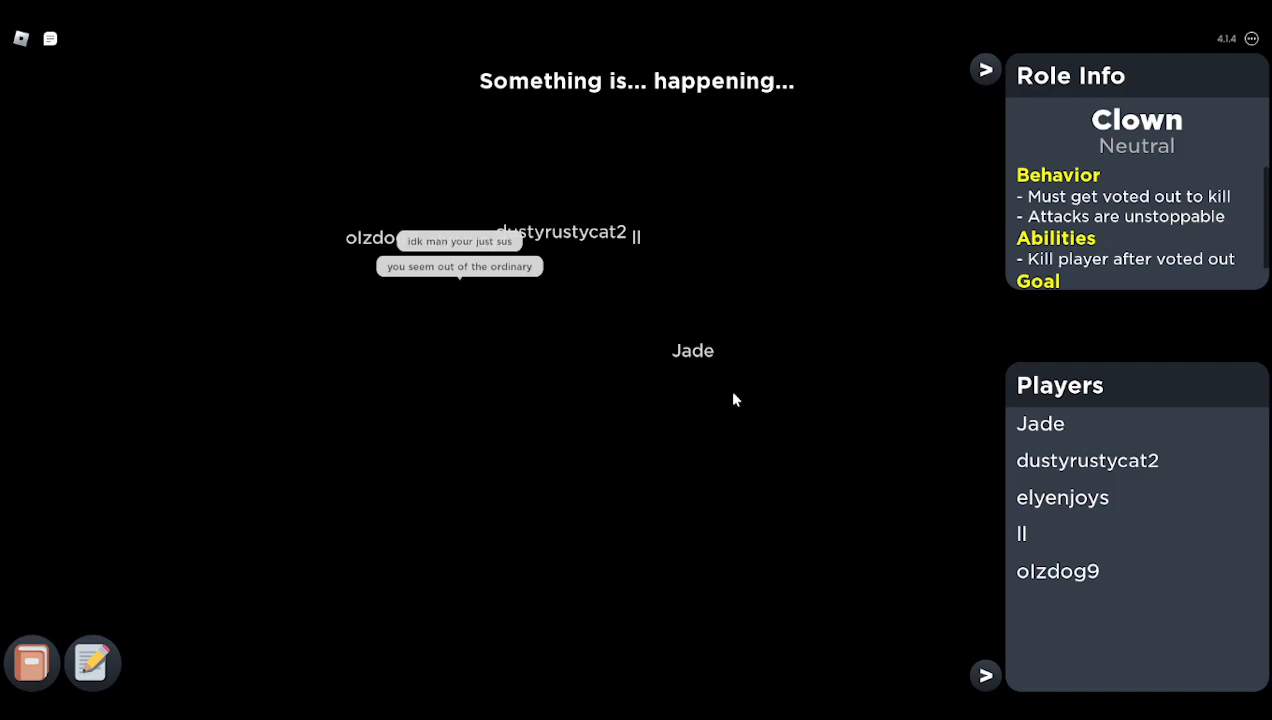 4.1.4
Something is... happening...
> Role Info
Clown
Neutral
Behavior
- Must get voted out to kill
- Attacks are unstoppable
Abilities
- Kill player after voted out
Goal
dustyrustycat2 ll
idk man your just sus
you seem out of the ordinary
Jade
Players
Jade
dustyrustycat2
elyenjoys
ll
olzdog9
>